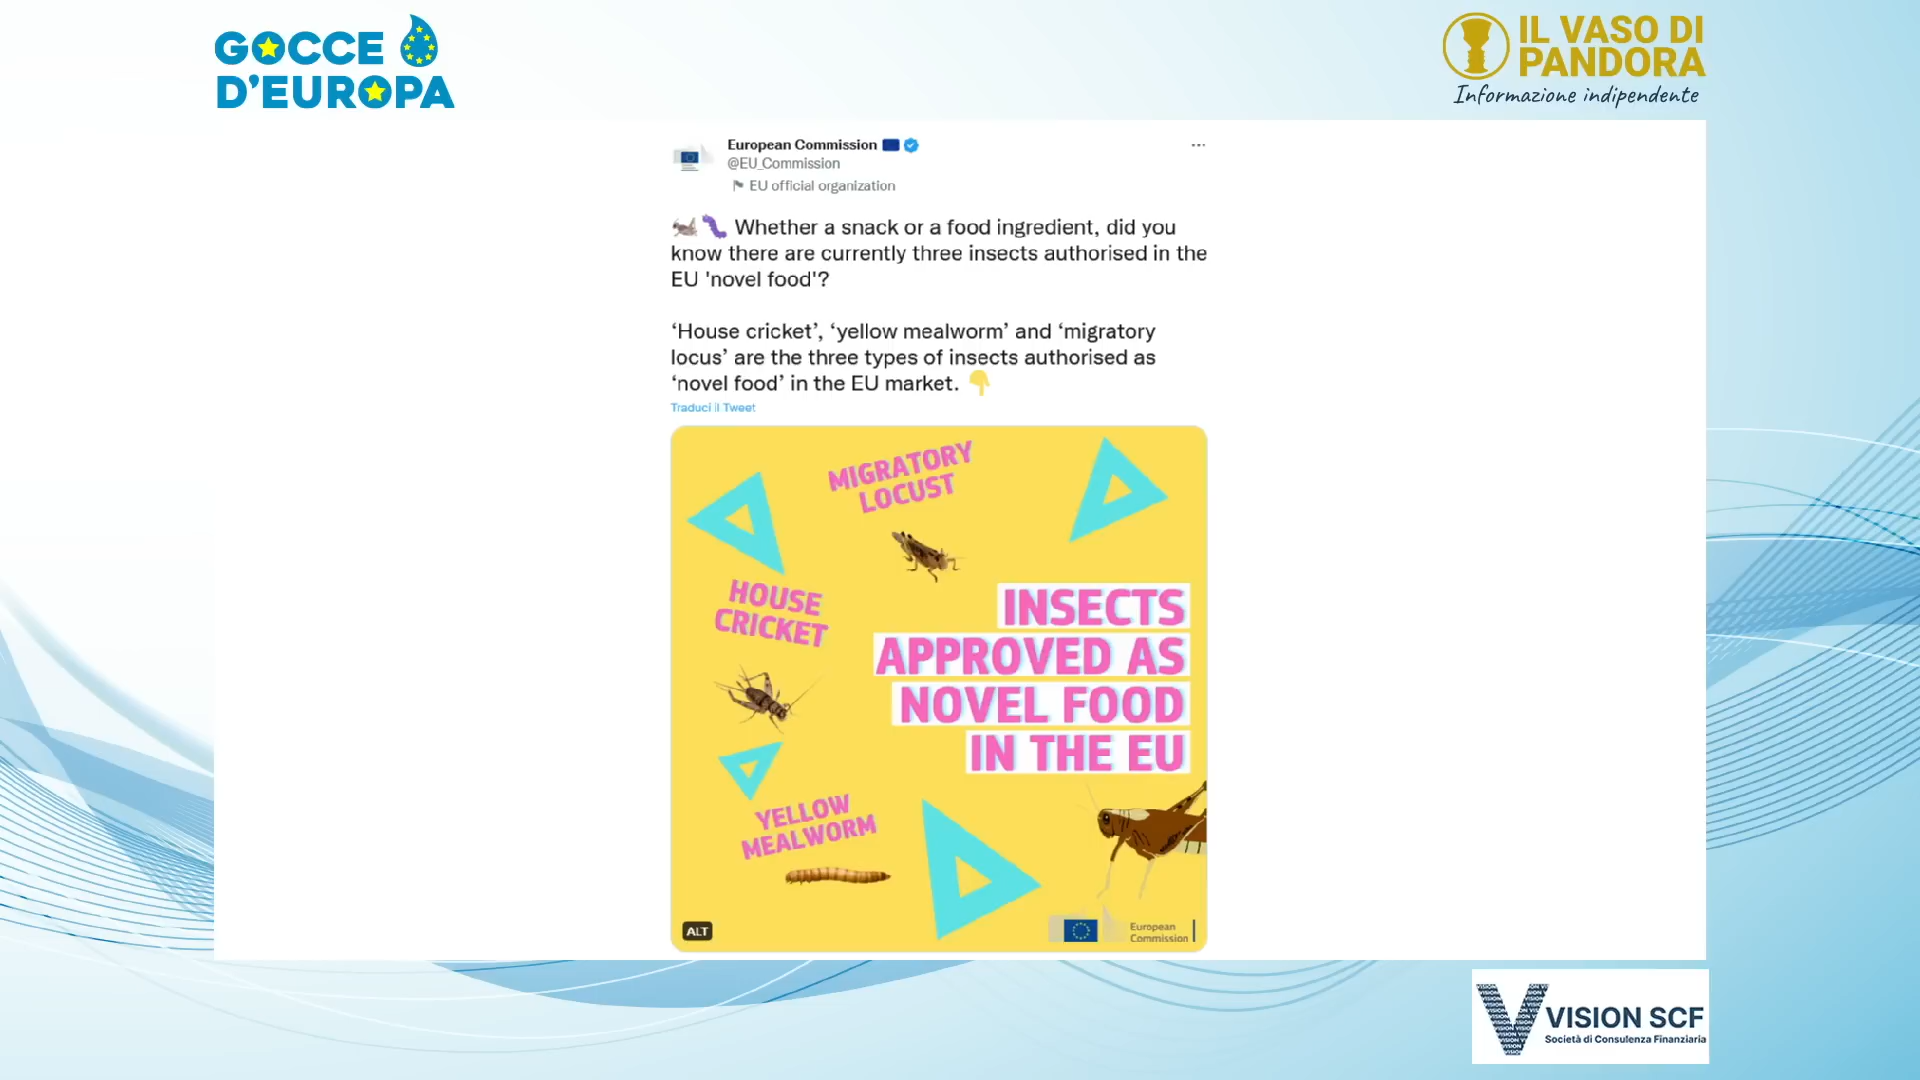 GOCCE
D'EUROPA
IL VASO DI
PANDORA
Informazione indipendente
European Commission
@EU_Commission
EU official organization
Whether a snack or a food ingredient, did you
know there are currently three insects authorised in the
EU 'novel food'?
‘House cricket’, ‘yellow mealworm’ and ‘migratory
locus’ are the three types of insects authorised as
‘novel food’ in the EU market.
Traduci il Tweet
MIGRATORY
LOCUST
HOUSE
CRICKET
INSECTS
APPROVED AS
NOVEL FOOD
IN THE EU
YELLOW
MEALWORM
ALT
European
Commission
VISION SCF
Società di Consulenza Finanziaria